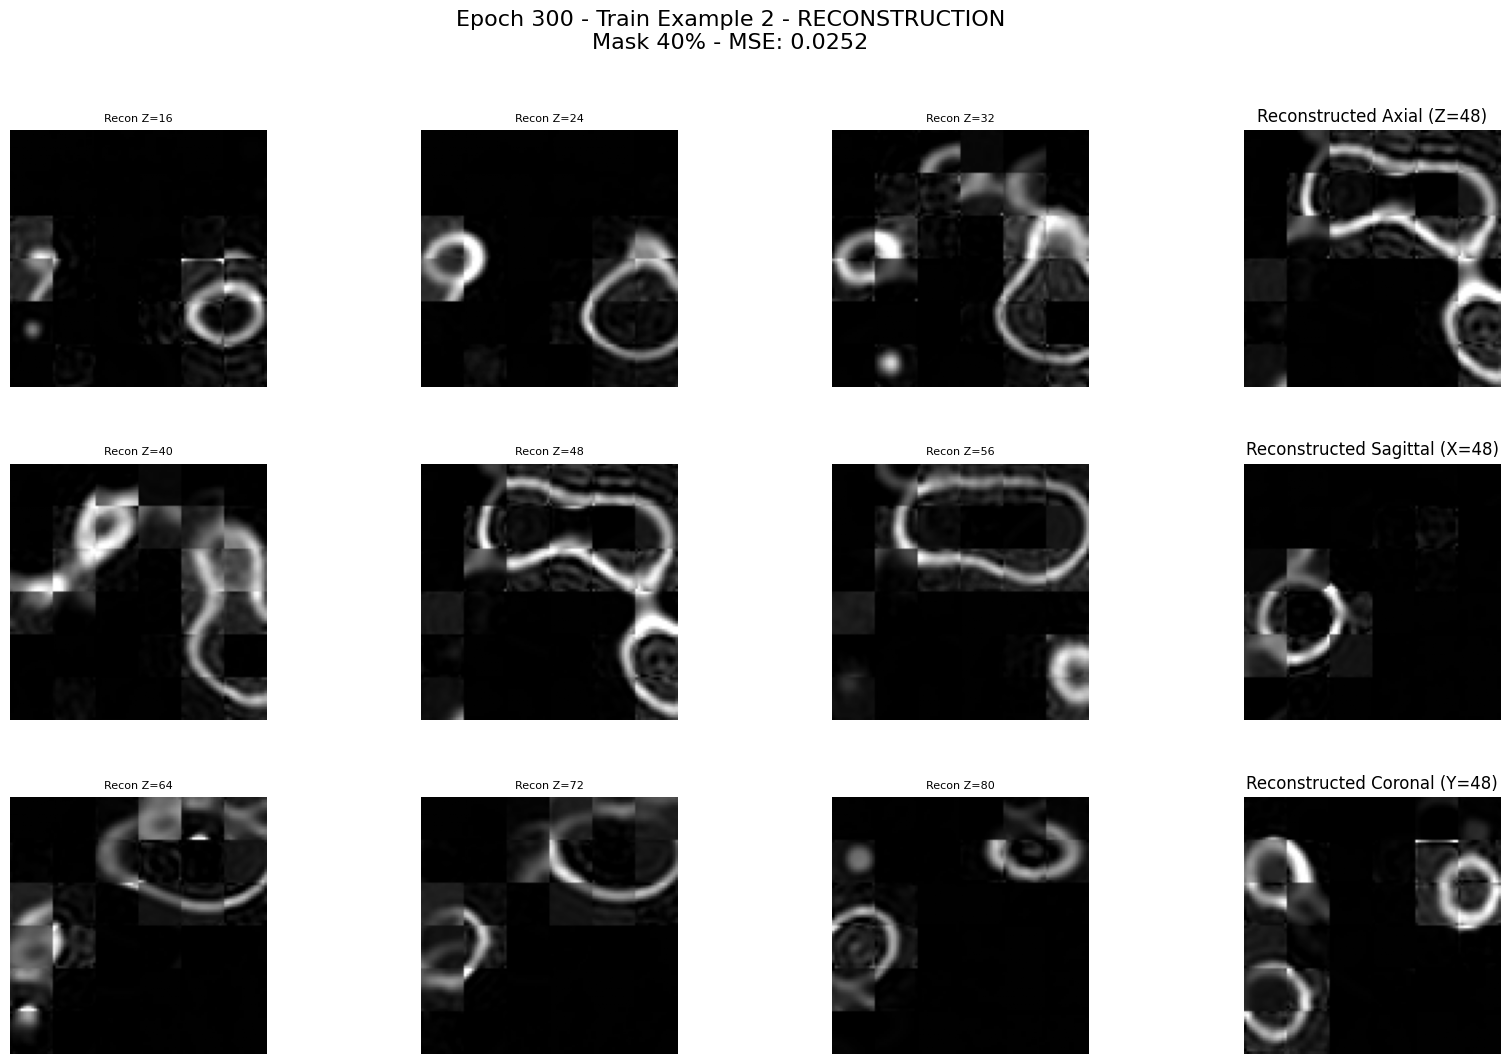 Epoch 300 - Train Example 2 - RECONSTRUCTION
Mask 40% - MSE: 0.0252
Recon Z=16
Recon Z=24
Recon Z=32
Reconstructed Axial (Z=48)
Recon Z=40
Recon Z=48
Recon Z=56
Reconstructed Sagittal (X=48)
Recon Z=64
Recon Z=72
Recon Z=80
Reconstructed Coronal (Y=48)